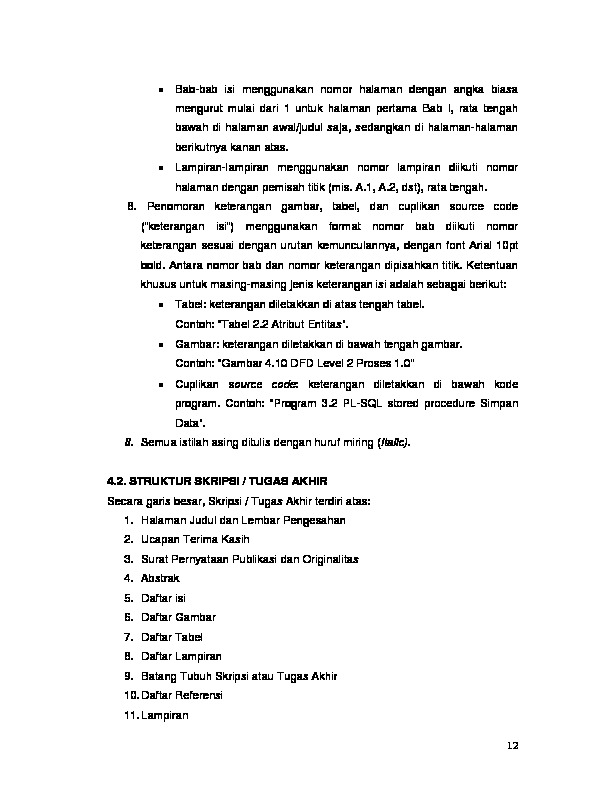 • Bab-bab isi menggunakan nomor halaman dengan angka biasa
mengurut mulai dari 1 untuk halaman pertama Bab I, rata tengah
bawah di halaman awal/judul saja, sedangkan di halaman-halaman
berikutnya kanan atas.
• Lampiran-lampiran menggunakan nomor lampiran diikuti nomor
halaman dengan pemisah titik (mis. A.1, A.2, dst), rata tengah.
8. Penomoran keterangan gambar, tabel, dan cuplikan source code
("keterangan isi") menggunakan format nomor bab diikuti nomor
keterangan sesuai dengan urutan kemunculannya, dengan font Arial 10pt
bold. Antara nomor bab dan nomor keterangan dipisahkan titik. Ketentuan
khusus untuk masing-masing jenis keterangan isi adalah sebagai berikut:
• Tabel: keterangan diletakkan di atas tengah tabel.
Contoh: "Tabel 2.2 Atribut Entitas".
• Gambar: keterangan diletakkan di bawah tengah gambar.
Contoh: "Gambar 4.10 DFD Level 2 Proses 1.0"
• Cuplikan source code: keterangan diletakkan di bawah kode
program. Contoh: "Program 3.2 PL-SQL stored procedure Simpan
Data".
8. Semua istilah asing ditulis dengan huruf miring (italic).
4.2. STRUKTUR SKRIPSI / TUGAS AKHIR
Secara garis besar, Skripsi / Tugas Akhir terdiri atas:
1. Halaman Judul dan Lembar Pengesahan
2. Ucapan Terima Kasih
3. Surat Pernyataan Publikasi dan Originalitas
4. Abstrak
5. Daftar isi
6. Daftar Gambar
7. Daftar Tabel
8. Daftar Lampiran
9. Batang Tubuh Skripsi atau Tugas Akhir
10. Daftar Referensi
11. Lampiran
12